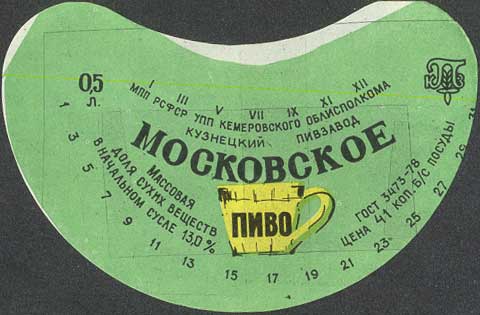 0,5
Л.
I III V VII IX XI XII
МПП РСФСР УПП КЕМЕРОВСКОГО ОБЛИСПОЛКОМА
КУЗНЕЦКИЙ ПИВЗАВОД
МОСКОВСКОЕ
МАССОВАЯ
ДОЛЯ СУХИХ ВЕЩЕСТВ
В НАЧАЛЬНОМ СУСЛЕ 13,0 %
ПИВО
ГОСТ 3473-78
ЦЕНА 41 КОП. Б/С ПОСУДЫ
1 3 5 7 9 11 13 15 17 19 21 23 25 27 29 31